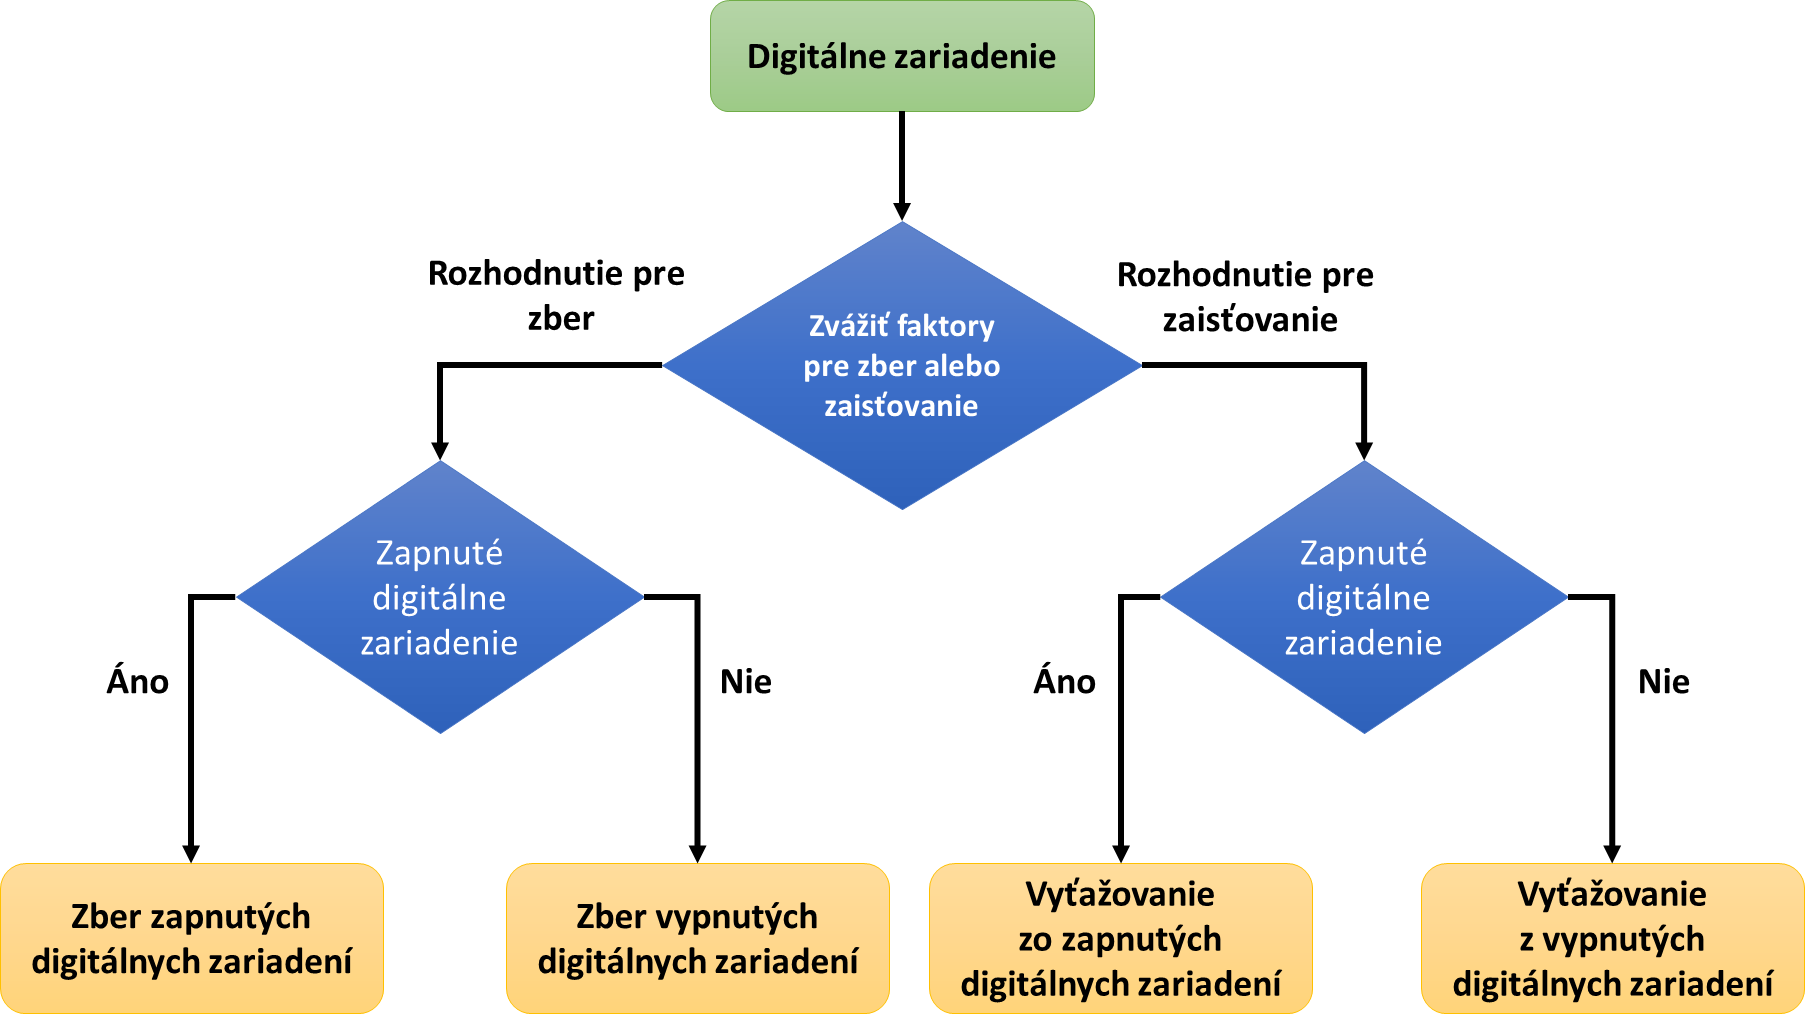 Digitálne zariadenie
Rozhodnutie pre
zber
Rozhodnutie pre
zaisťovanie
Zvážiť faktory
pre zber alebo
zaisťovanie
Zapnuté
digitálne
zariadenie
Zapnuté
digitálne
zariadenie
Áno
Nie
Áno
Nie
Zber zapnutých
digitálnych zariadení
Zber vypnutých
digitálnych zariadení
Vyťažovanie
zo zapnutých
digitálnych zariadení
Vyťažovanie
z vypnutých
digitálnych zariadení